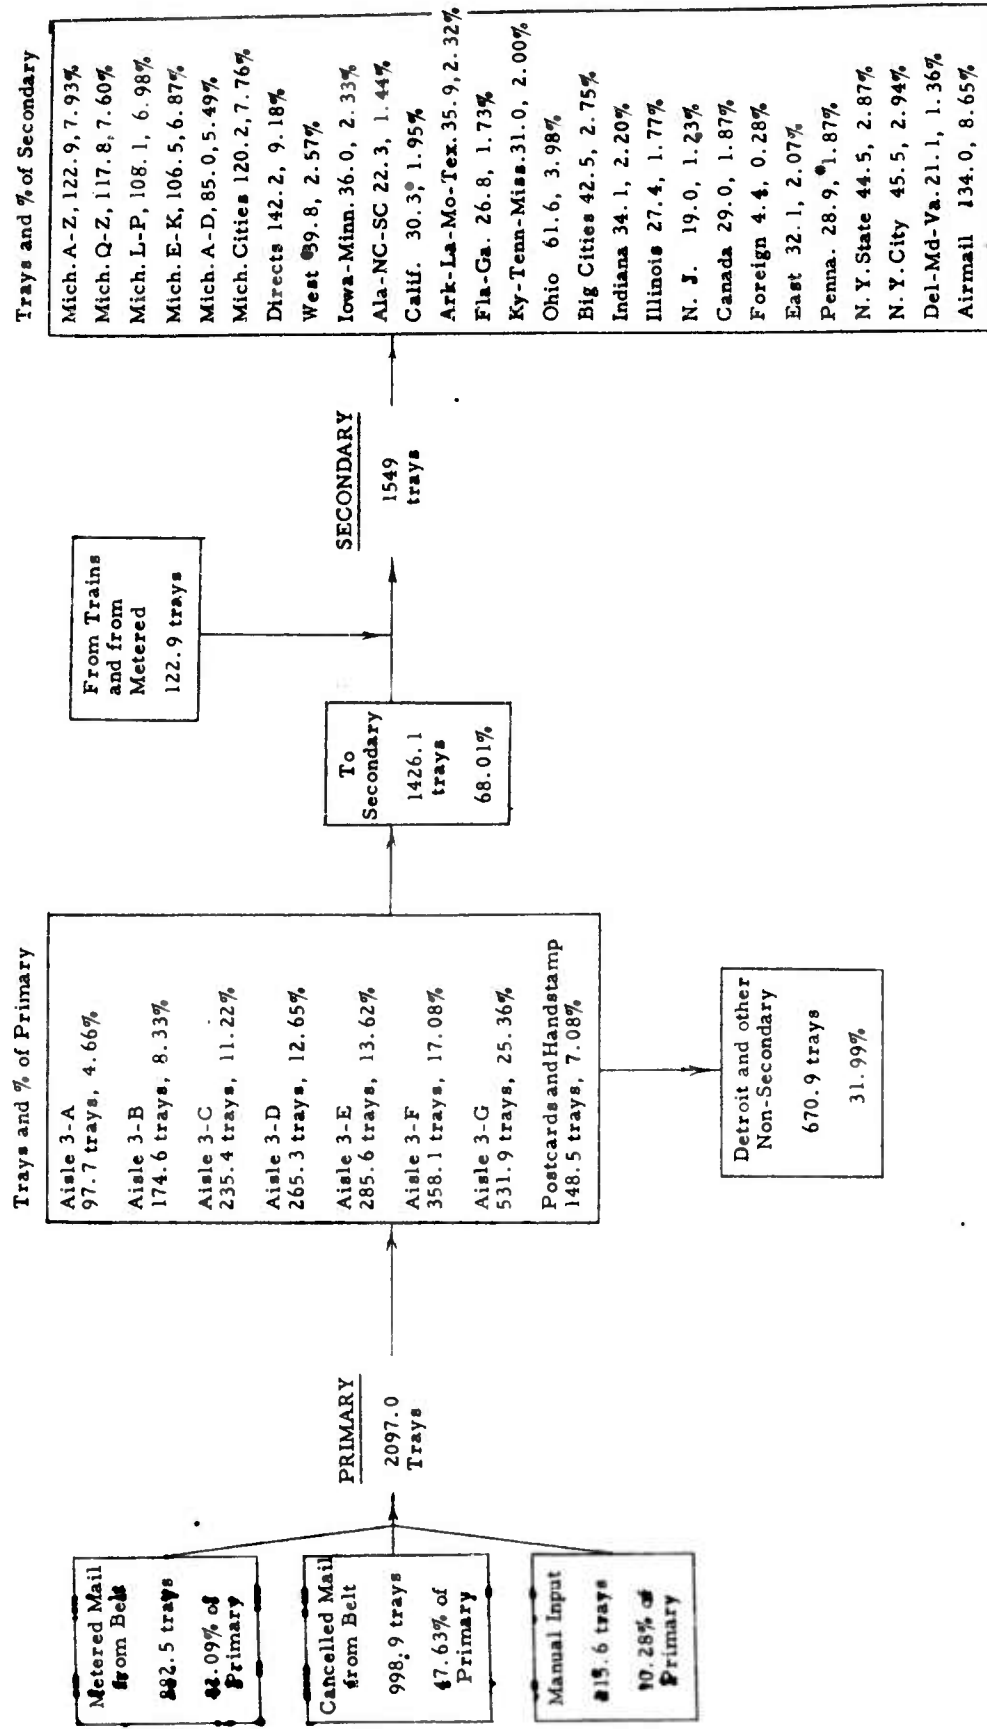 Metered Mail
from Belt
882.5 trays
42.09% of
Primary
Cancelled Mail
from Belt
998.9 trays
47.63% of
Primary
Manual Input
215.6 trays
10.28% of
Primary
PRIMARY
2097.0
Trays
Trays and % of Primary
Aisle 3-A
97.7 trays, 4.66%
Aisle 3-B
174.6 trays, 8.33%
Aisle 3-C
235.4 trays, 11.22%
Aisle 3-D
265.3 trays, 12.65%
Aisle 3-E
285.6 trays, 13.62%
Aisle 3-F
358.1 trays, 17.08%
Aisle 3-G
531.9 trays, 25.36%
Postcards and Handstamp
148.5 trays, 7.08%
Detroit and other
Non-Secondary
670.9 trays
31.99%
To
Secondary
1426.1
trays
68.01%
From Trains
and from
Metered
122.9 trays
SECONDARY
1549
trays
Trays and % of Secondary
Mich. A-Z, 122.9, 7.93%
Mich. Q-Z, 117.8, 7.60%
Mich. L-P, 108.1, 6.98%
Mich. E-K, 106.5, 6.87%
Mich. A-D, 85.0, 5.49%
Mich. Cities 120.2, 7.76%
Directs 142.2, 9.18%
West 39.8, 2.57%
Iowa-Minn. 36.0, 2.33%
Ala-NC-SC 22.3, 1.44%
Calif. 30.3, 1.95%
Ark-La-Mo-Tex. 35.9, 2.32%
Fla-Ga. 26.8, 1.73%
Ky-Tenn-Miss. 31.0, 2.00%
Ohio 61.6, 3.98%
Big Cities 42.5, 2.75%
Indiana 34.1, 2.20%
Illinois 27.4, 1.77%
N. J. 19.0, 1.23%
Canada 29.0, 1.87%
Foreign 4.4, 0.28%
East 32.1, 2.07%
Penna. 28.9, 1.87%
N. Y. State 44.5, 2.87%
N. Y. City 45.5, 2.94%
Del-Md-Va. 21.1, 1.36%
Airmail 134.0, 8.65%